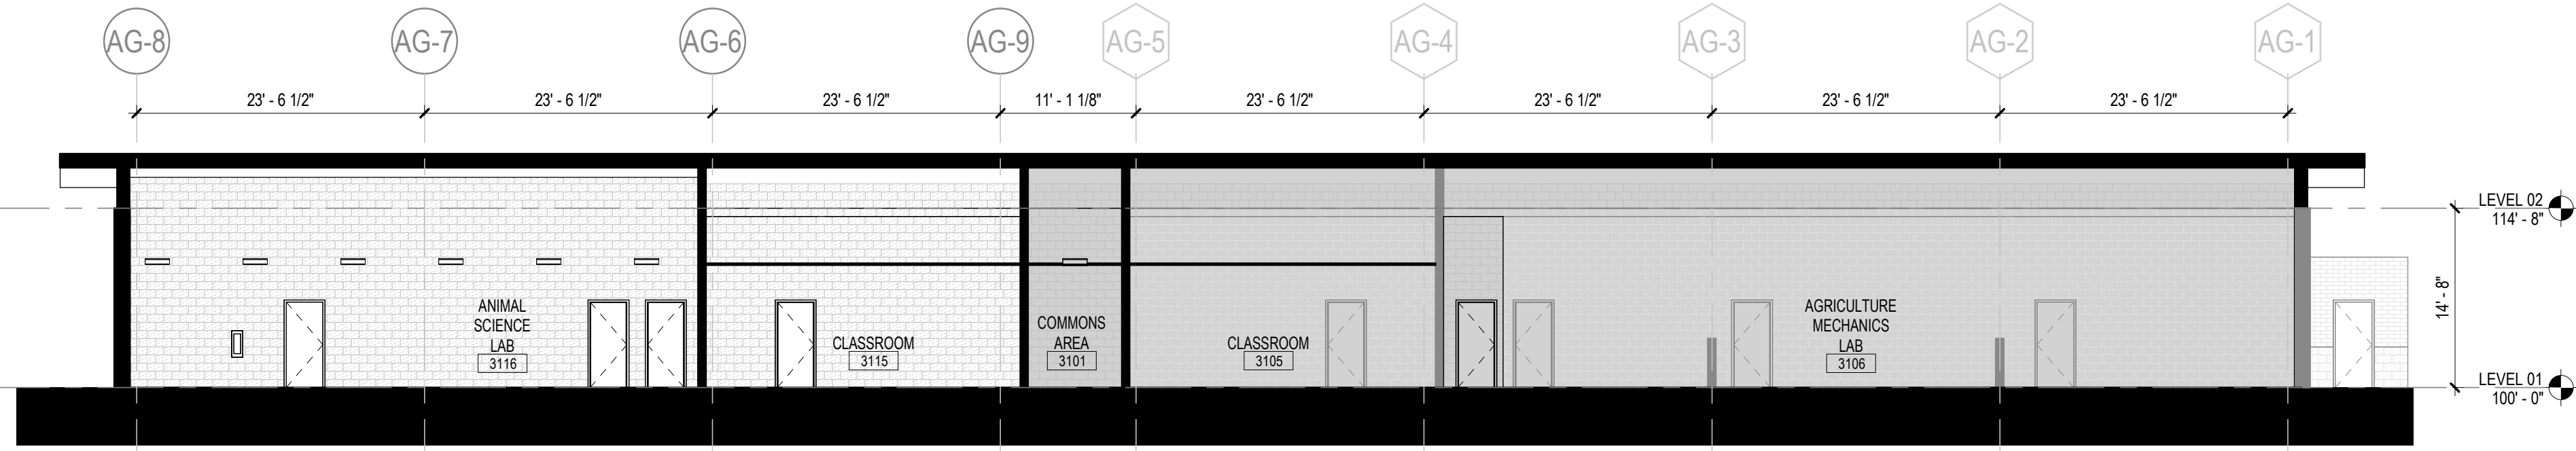 AG-8 AG-7 AG-6 AG-9 AG-5 AG-4 AG-3 AG-2 AG-1
23' - 6 1/2" 23' - 6 1/2" 23' - 6 1/2" 11' - 1 1/8" 23' - 6 1/2" 23' - 6 1/2" 23' - 6 1/2" 23' - 6 1/2"
LEVEL 02
114' - 8"
14' - 8"
ANIMAL
SCIENCE
LAB
3116
CLASSROOM
3115
COMMONS
AREA
3101
CLASSROOM
3105
AGRICULTURE
MECHANICS
LAB
3106
LEVEL 01
100' - 0"